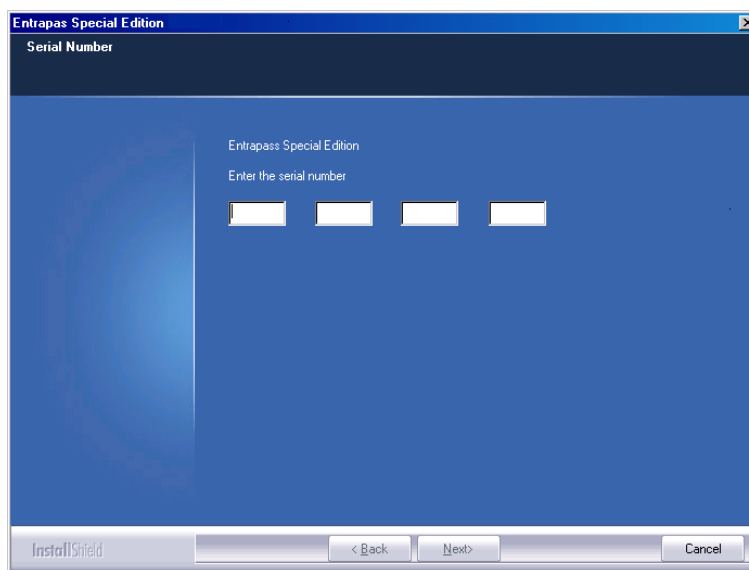 Entrapas Special Edition
Serial Number
Entrapass Special Edition
Enter the serial number
InstallShield
< Back
Next>
Cancel